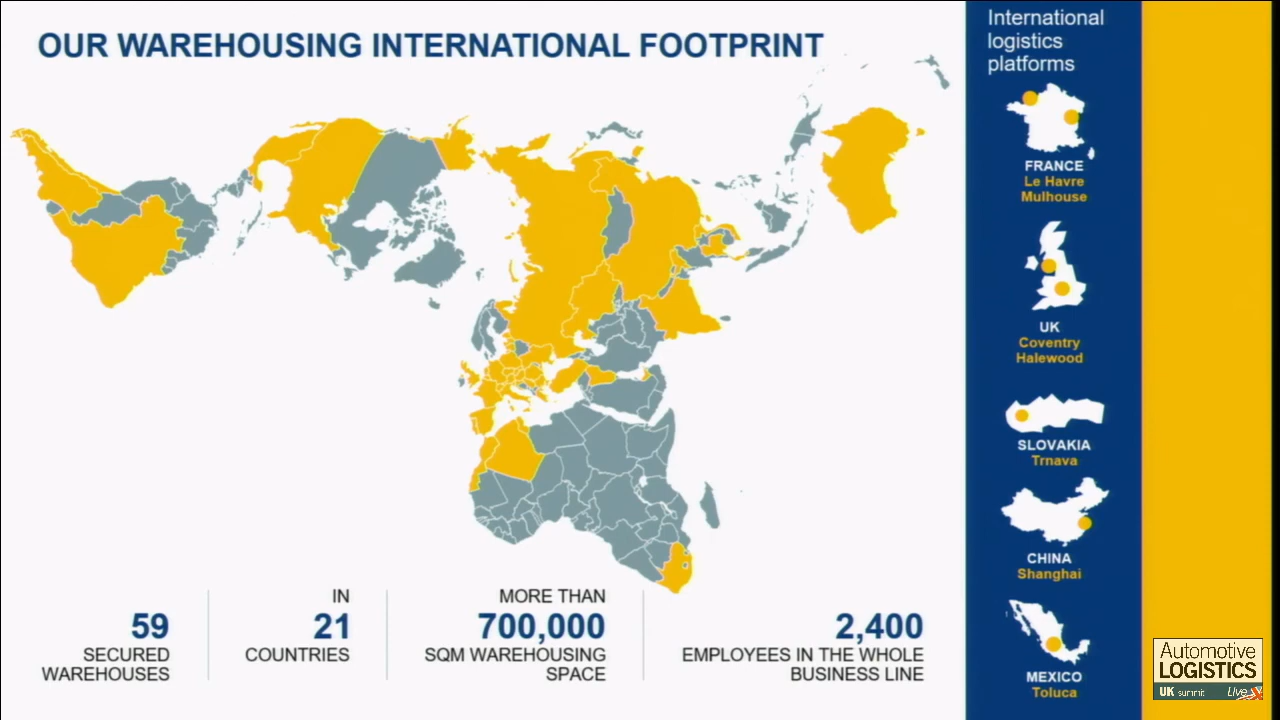 OUR WAREHOUSING INTERNATIONAL FOOTPRINT
59
SECURED
WAREHOUSES
IN
21
COUNTRIES
MORE THAN
700,000
SQM WAREHOUSING
SPACE
2,400
EMPLOYEES IN THE WHOLE
BUSINESS LINE
International
logistics
platforms
FRANCE
Le Havre
Mulhouse
UK
Coventry
Halewood
SLOVAKIA
Trnava
CHINA
Shanghai
MEXICO
Toluca
Automotive
LOGISTICS
UK summit Live